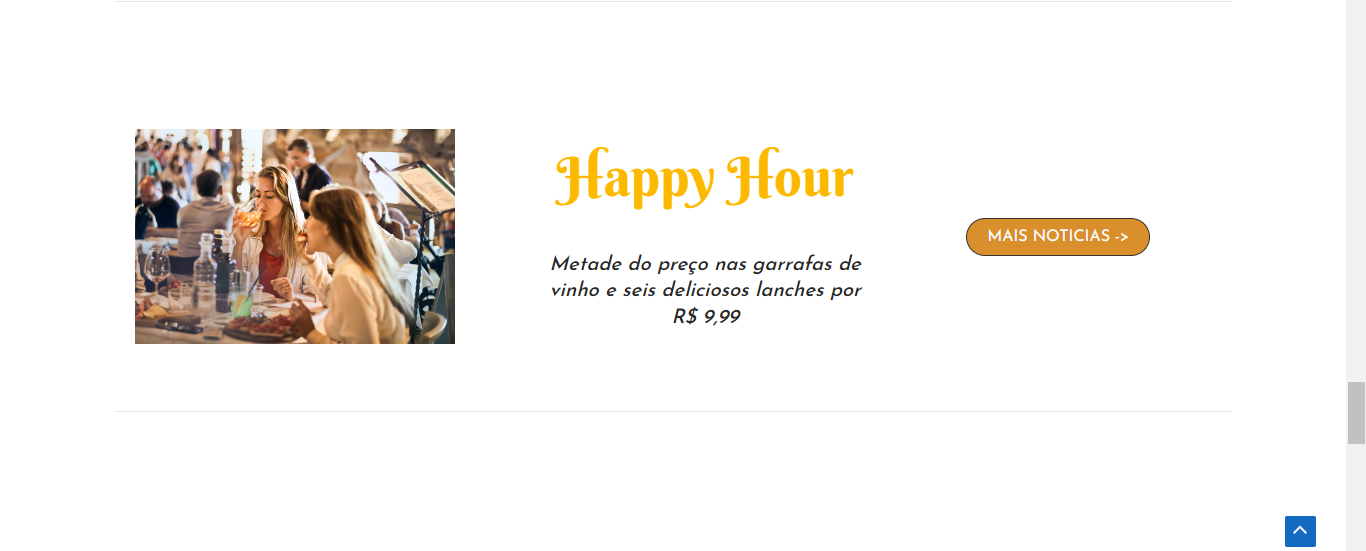 Happy Hour
Metade do preço nas garrafas de
vinho e seis deliciosos lanches por
R$ 9,99
MAIS NOTICIAS ->